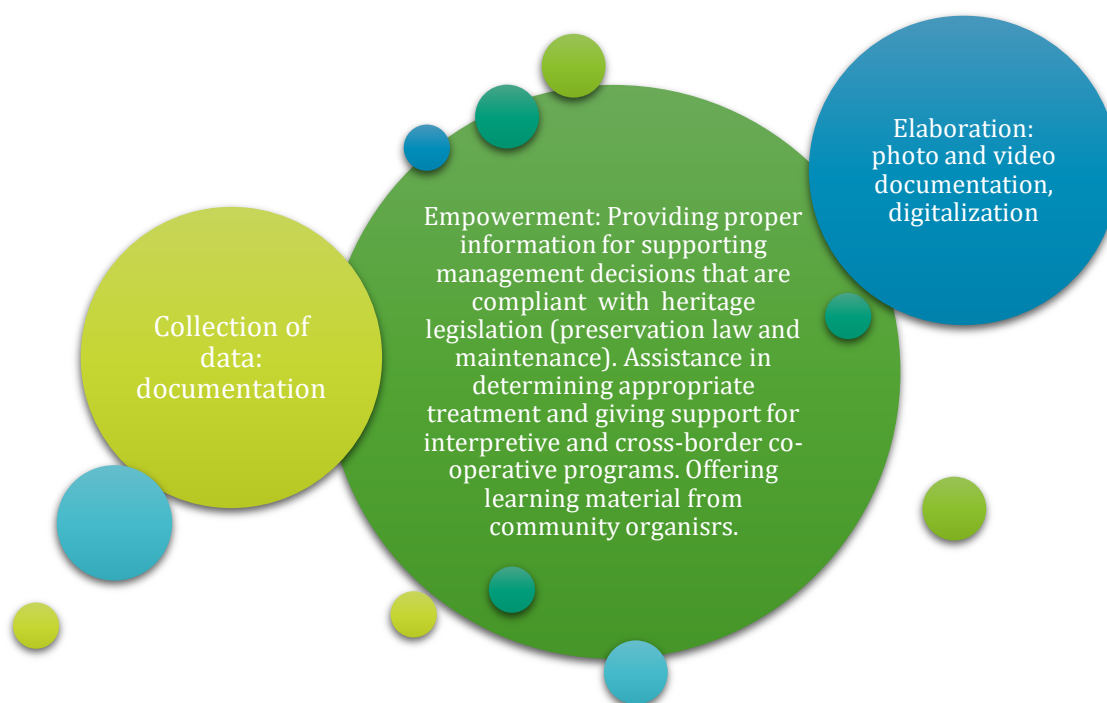 Collection of
data:
documentation
Empowerment: Providing proper
information for supporting
management decisions that are
compliant  with  heritage
legislation (preservation law and
maintenance). Assistance in
determining appropriate
treatment and giving support for
interpretive and cross-border co-
operative programs. Offering
learning material from
community organisrs.
Elaboration:
photo and video
documentation,
digitalization